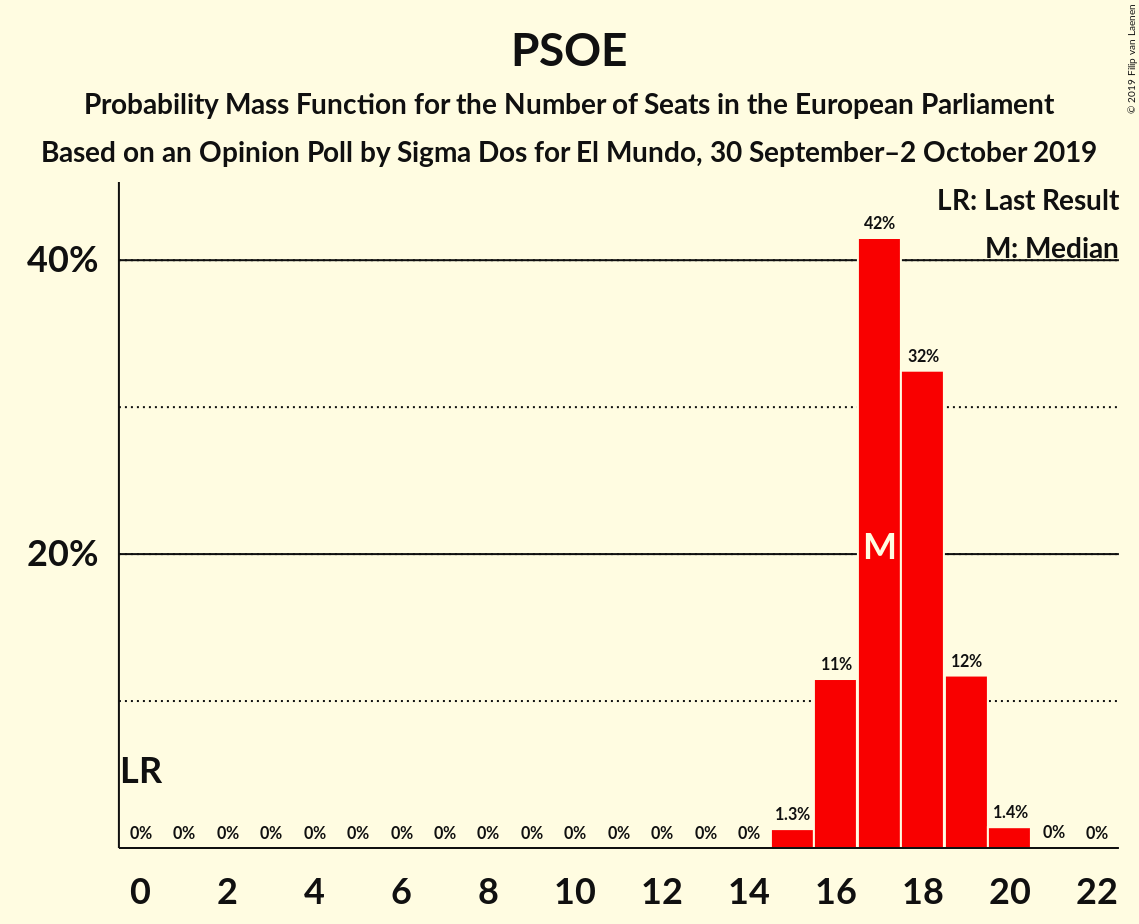 PSOE
Probability Mass Function for the Number of Seats in the European Parliament
Based on an Opinion Poll by Sigma Dos for El Mundo, 30 September–2 October 2019
© 2019 Filip van Laenen
LR: Last Result
M: Median
42%
40%
32%
20%
M
11%
12%
LR
0% 0% 0% 0% 0% 0% 0% 0% 0% 0% 0% 0% 0% 0% 0% 1.3% 1.4% 0% 0%
0 2 4 6 8 10 12 14 16 18 20 22